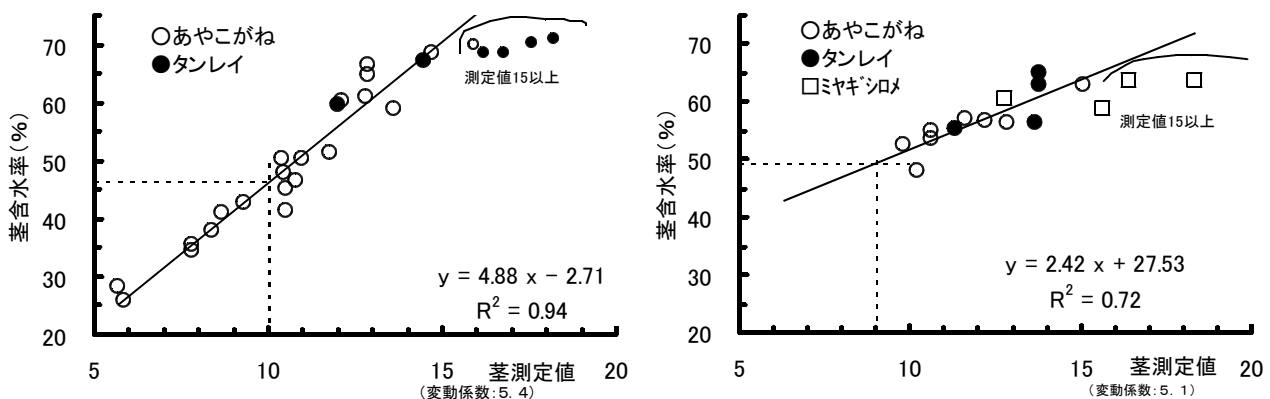 ○あやこがね
●タンレイ
測定値15以上
茎含水率(%)
70
60
50
40
30
20
y = 4.88 x − 2.71
R² = 0.94
5
10
15
茎測定値
20
(変動係数:5.4)
○あやこがね
●タンレイ
□ﾐﾔｷﾞｼﾛﾒ
測定値15以上
茎含水率(%)
70
60
50
40
30
20
y = 2.42 x + 27.53
R² = 0.72
5
10
15
茎測定値
20
(変動係数:5.1)